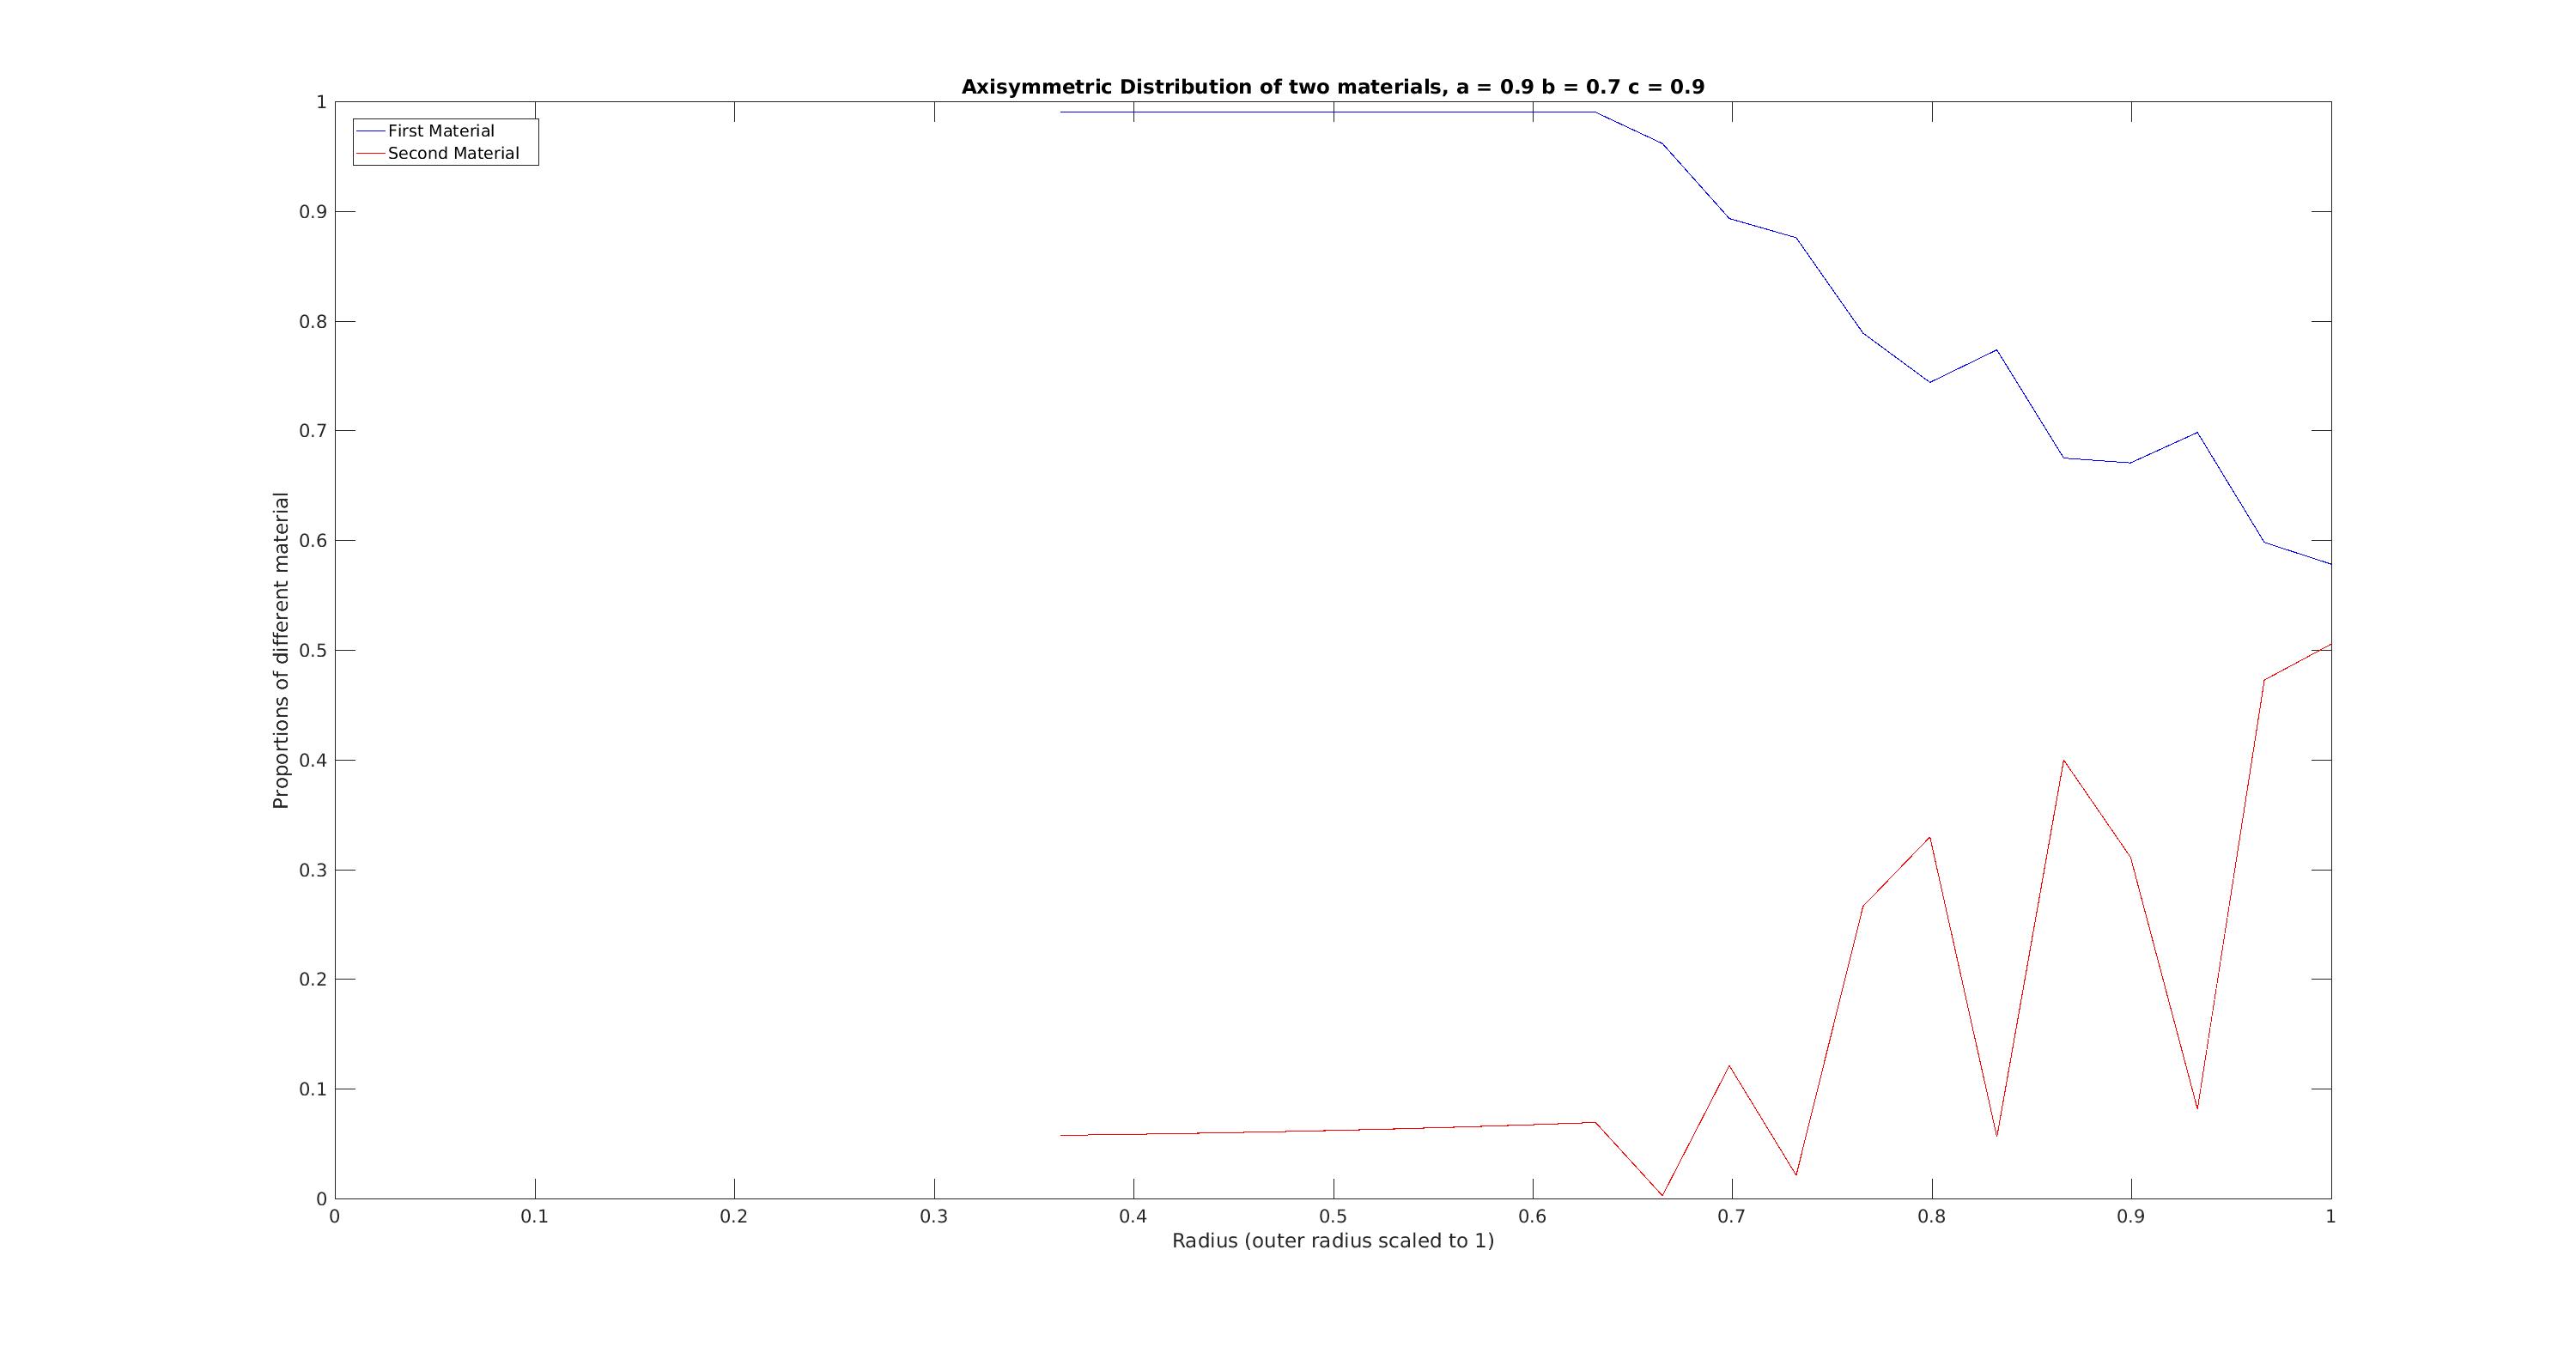 Axisymmetric Distribution of two materials, a = 0.9 b = 0.7 c = 0.9
First Material
Second Material
1
0.9
0.8
0.7
0.6
0.5
0.4
0.3
0.2
0.1
0
Proportions of different material
0 0.1 0.2 0.3 0.4 0.5 0.6 0.7 0.8 0.9 1
Radius (outer radius scaled to 1)